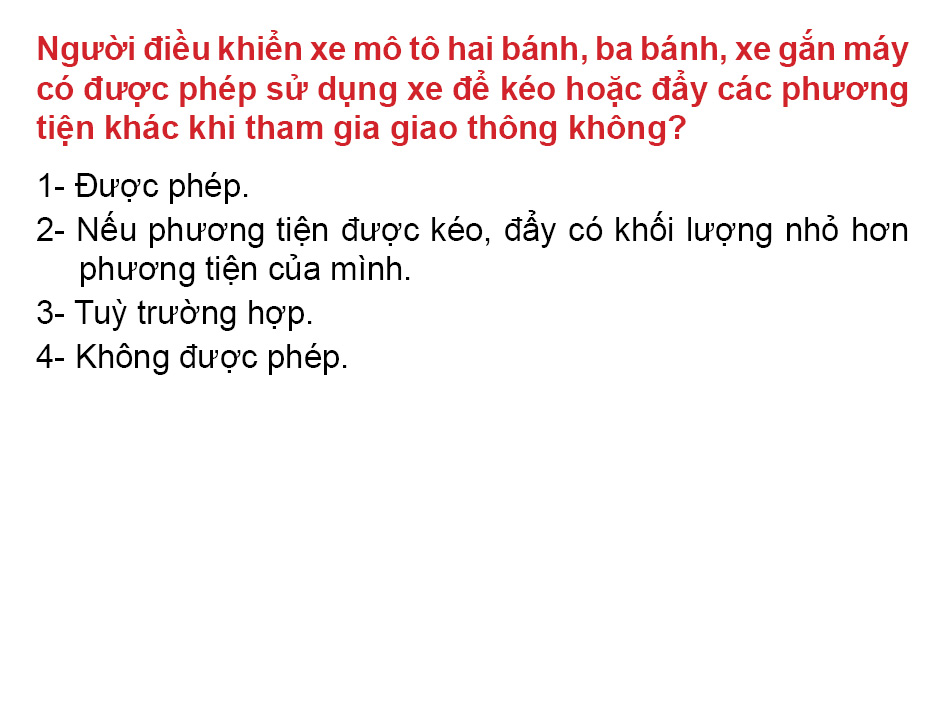 Người điều khiển xe mô tô hai bánh, ba bánh, xe gắn máy
có được phép sử dụng xe để kéo hoặc đẩy các phương
tiện khác khi tham gia giao thông không?
1- Được phép.
2- Nếu phương tiện được kéo, đẩy có khối lượng nhỏ hơn
phương tiện của mình.
3- Tuỳ trường hợp.
4- Không được phép.